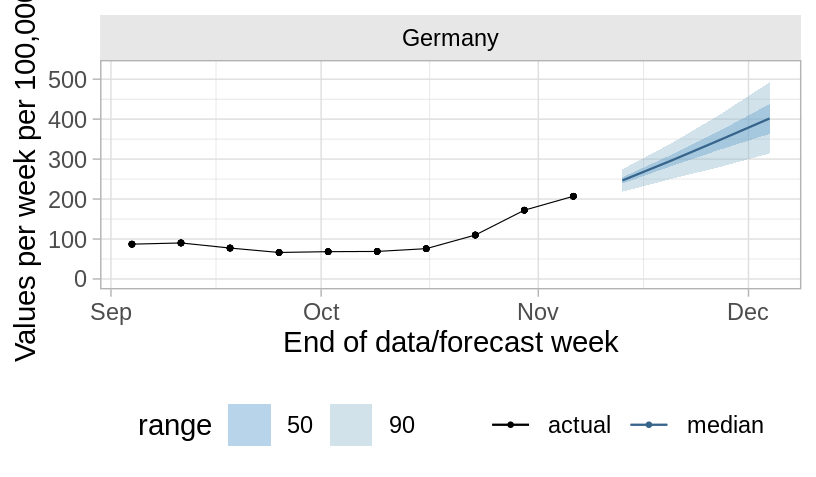 Germany
Values per week per 100,000
500
400
300
200
100
0
Sep Oct Nov Dec
End of data/forecast week
range 50 90 actual median